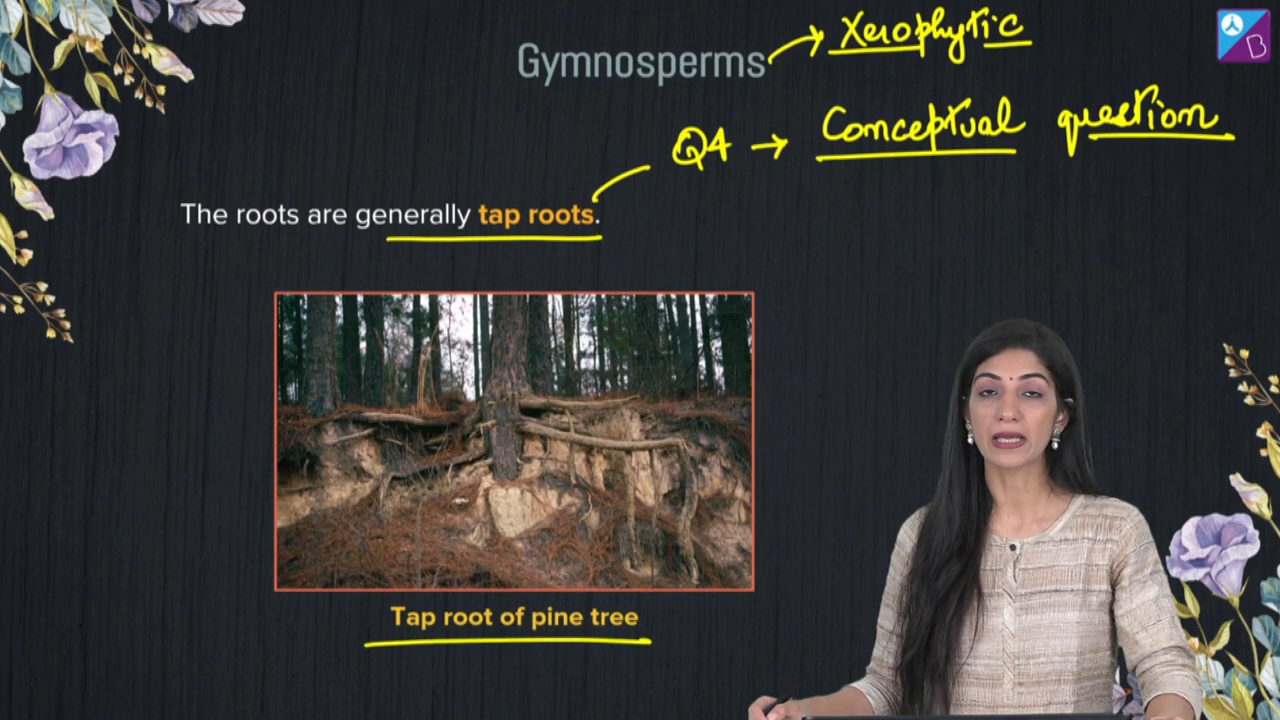 Gymnosperms → Xerophytic
Q4 → Conceptual question
The roots are generally tap roots.
Tap root of pine tree
B